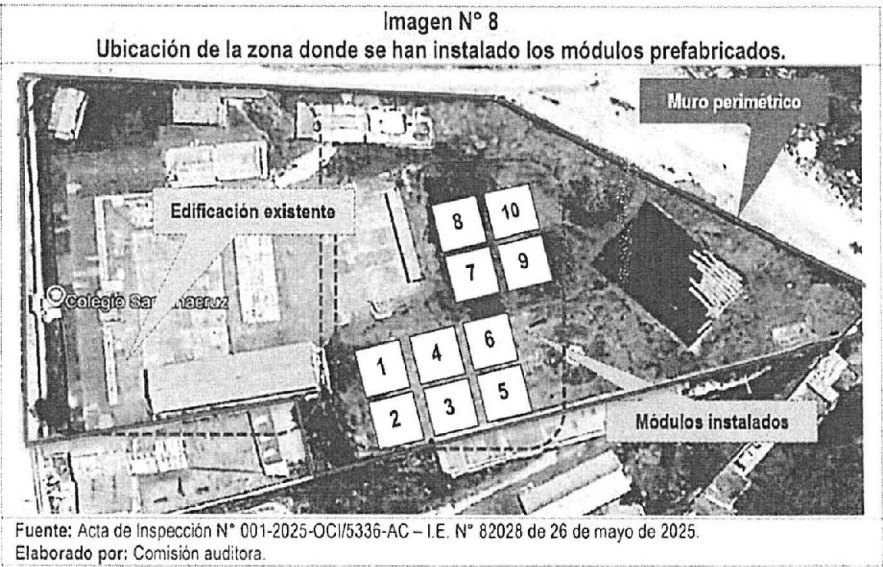 Imagen N° 8
Ubicación de la zona donde se han instalado los módulos prefabricados.
Muro perimétrico
Edificación existente
8
10
7
9
Colegio
1
4
6
2
3
5
Módulos instalados
Fuente: Acta de Inspección N° 001-2025-OCI/5336-AC – I.E. N° 82028 de 26 de mayo de 2025.
Elaborado por: Comisión auditora.